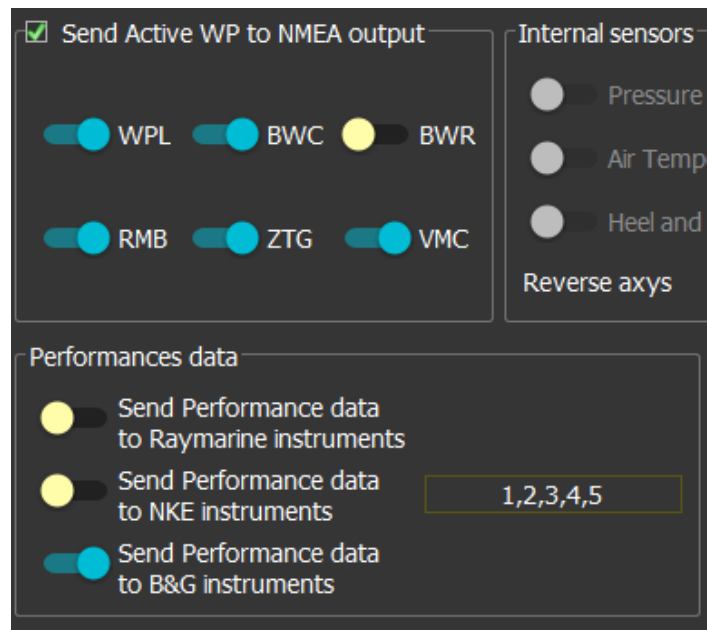 Send Active WP to NMEA output
WPL BWC BWR
RMB ZTG VMC
Internal sensors
Pressure
Air Temp
Heel and
Reverse axys
Performances data
Send Performance data
to Raymarine instruments
Send Performance data
to NKE instruments
1,2,3,4,5
Send Performance data
to B&G instruments